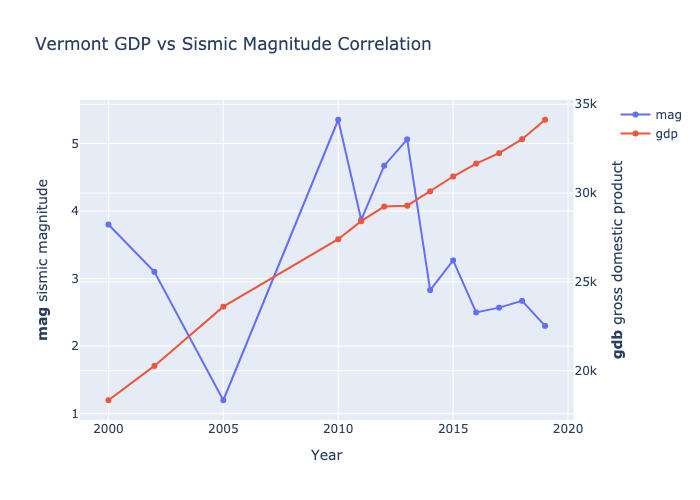 Vermont GDP vs Sismic Magnitude Correlation
35k
mag
gdp
5
30k
4
25k
3
20k
2
1
mag sismic magnitude
gdb gross domestic product
2000
2005
2010
2015
2020
Year